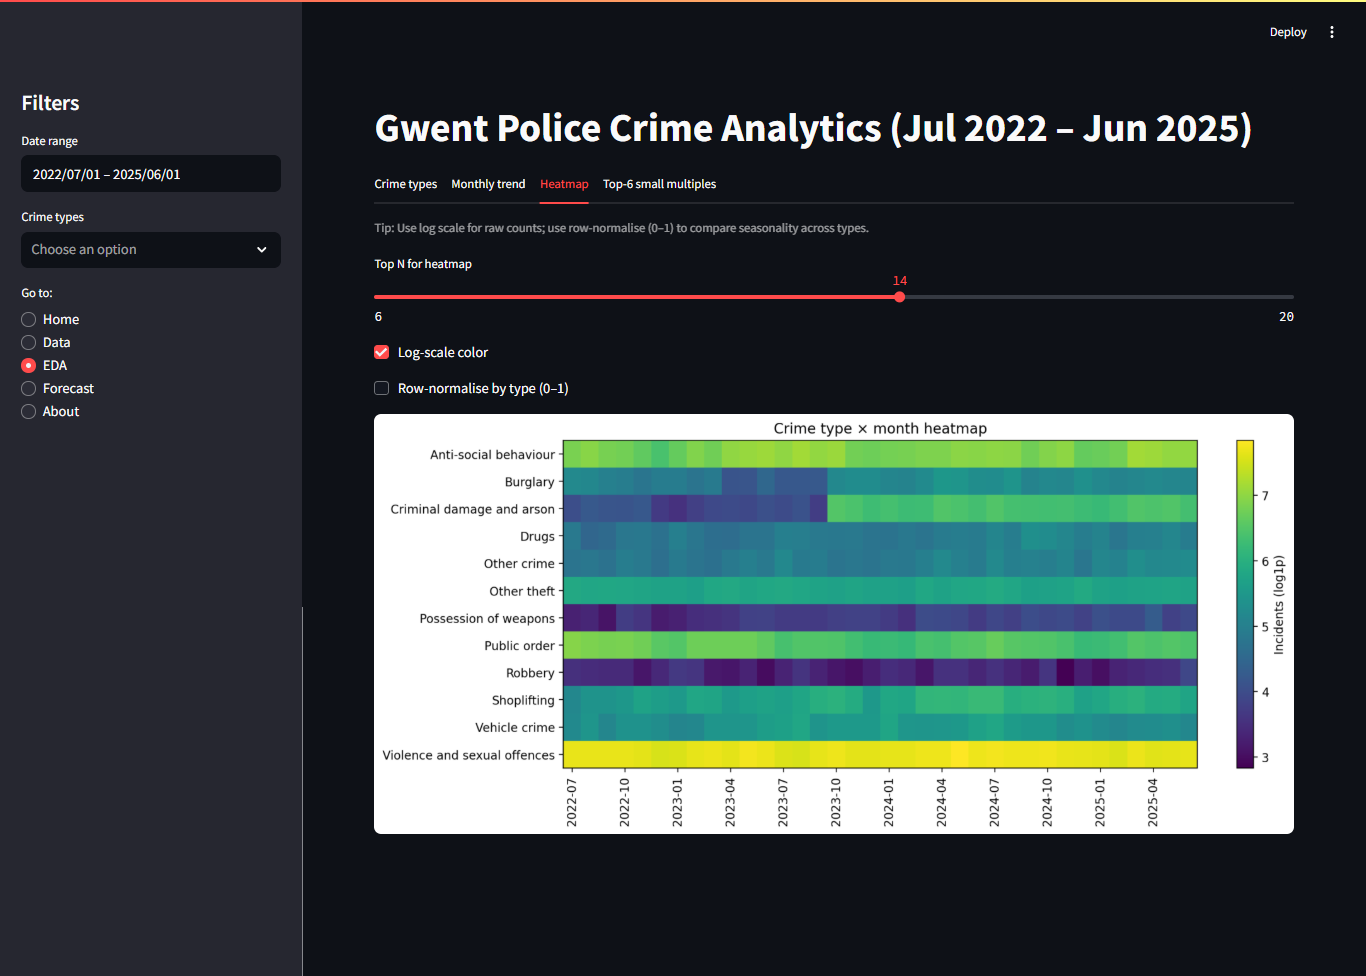 Deploy
Filters
Date range
2022/07/01 – 2025/06/01
Crime types
Choose an option
Go to:
Home
Data
EDA
Forecast
About
Gwent Police Crime Analytics (Jul 2022 – Jun 2025)
Crime types Monthly trend Heatmap Top-6 small multiples
Tip: Use log scale for raw counts; use row-normalise (0–1) to compare seasonality across types.
Top N for heatmap
14
6 20
Log-scale color
Row-normalise by type (0–1)
Crime type × month heatmap
Anti-social behaviour
Burglary
Criminal damage and arson
Drugs
Other crime
Other theft
Possession of weapons
Public order
Robbery
Shoplifting
Vehicle crime
Violence and sexual offences
2022-07
2022-10
2023-01
2023-04
2023-07
2023-10
2024-01
2024-04
2024-07
2024-10
2025-01
2025-04
7
6
5
4
3
Incidents (log1p)